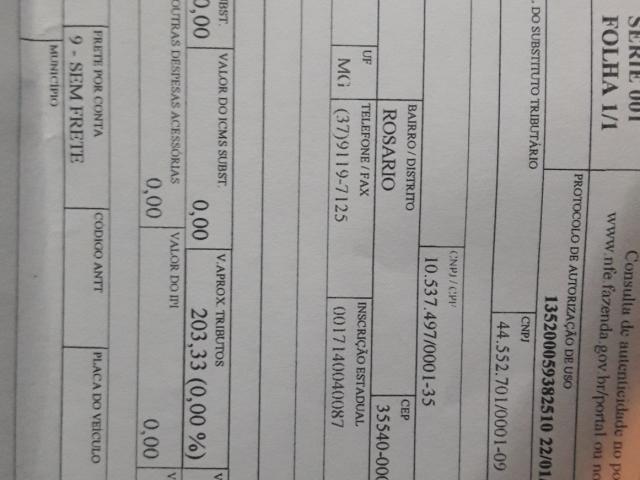 SÉRIE 001
FOLHA 1/1
Consulta de autenticidade no
www.nfe.fazenda.gov.br/portal ou
PROTOCOLO DE AUTORIZAÇÃO DE USO
135200059382510 22/01
DO SUBSTITUTO TRIBUTÁRIO
CNPJ
44.552.701/0001-09
CNPJ / CPF
10.537.497/0001-35
BAIRRO / DISTRITO
ROSARIO
CEP
35540-000
UF
MG
TELEFONE / FAX
(37)9119-7125
INSCRIÇÃO ESTADUAL
0017140040087
SUBST.
0,00
VALOR DO ICMS SUBST.
0,00
V.APROX. TRIBUTOS
203,33 (0,00 %)
OUTRAS DESPESAS ACESSÓRIAS
0,00
VALOR DO IPI
0,00
FRETE POR CONTA
9 - SEM FRETE
CODIGO ANTT
PLACA DO VEÍCULO
MUNICÍPIO